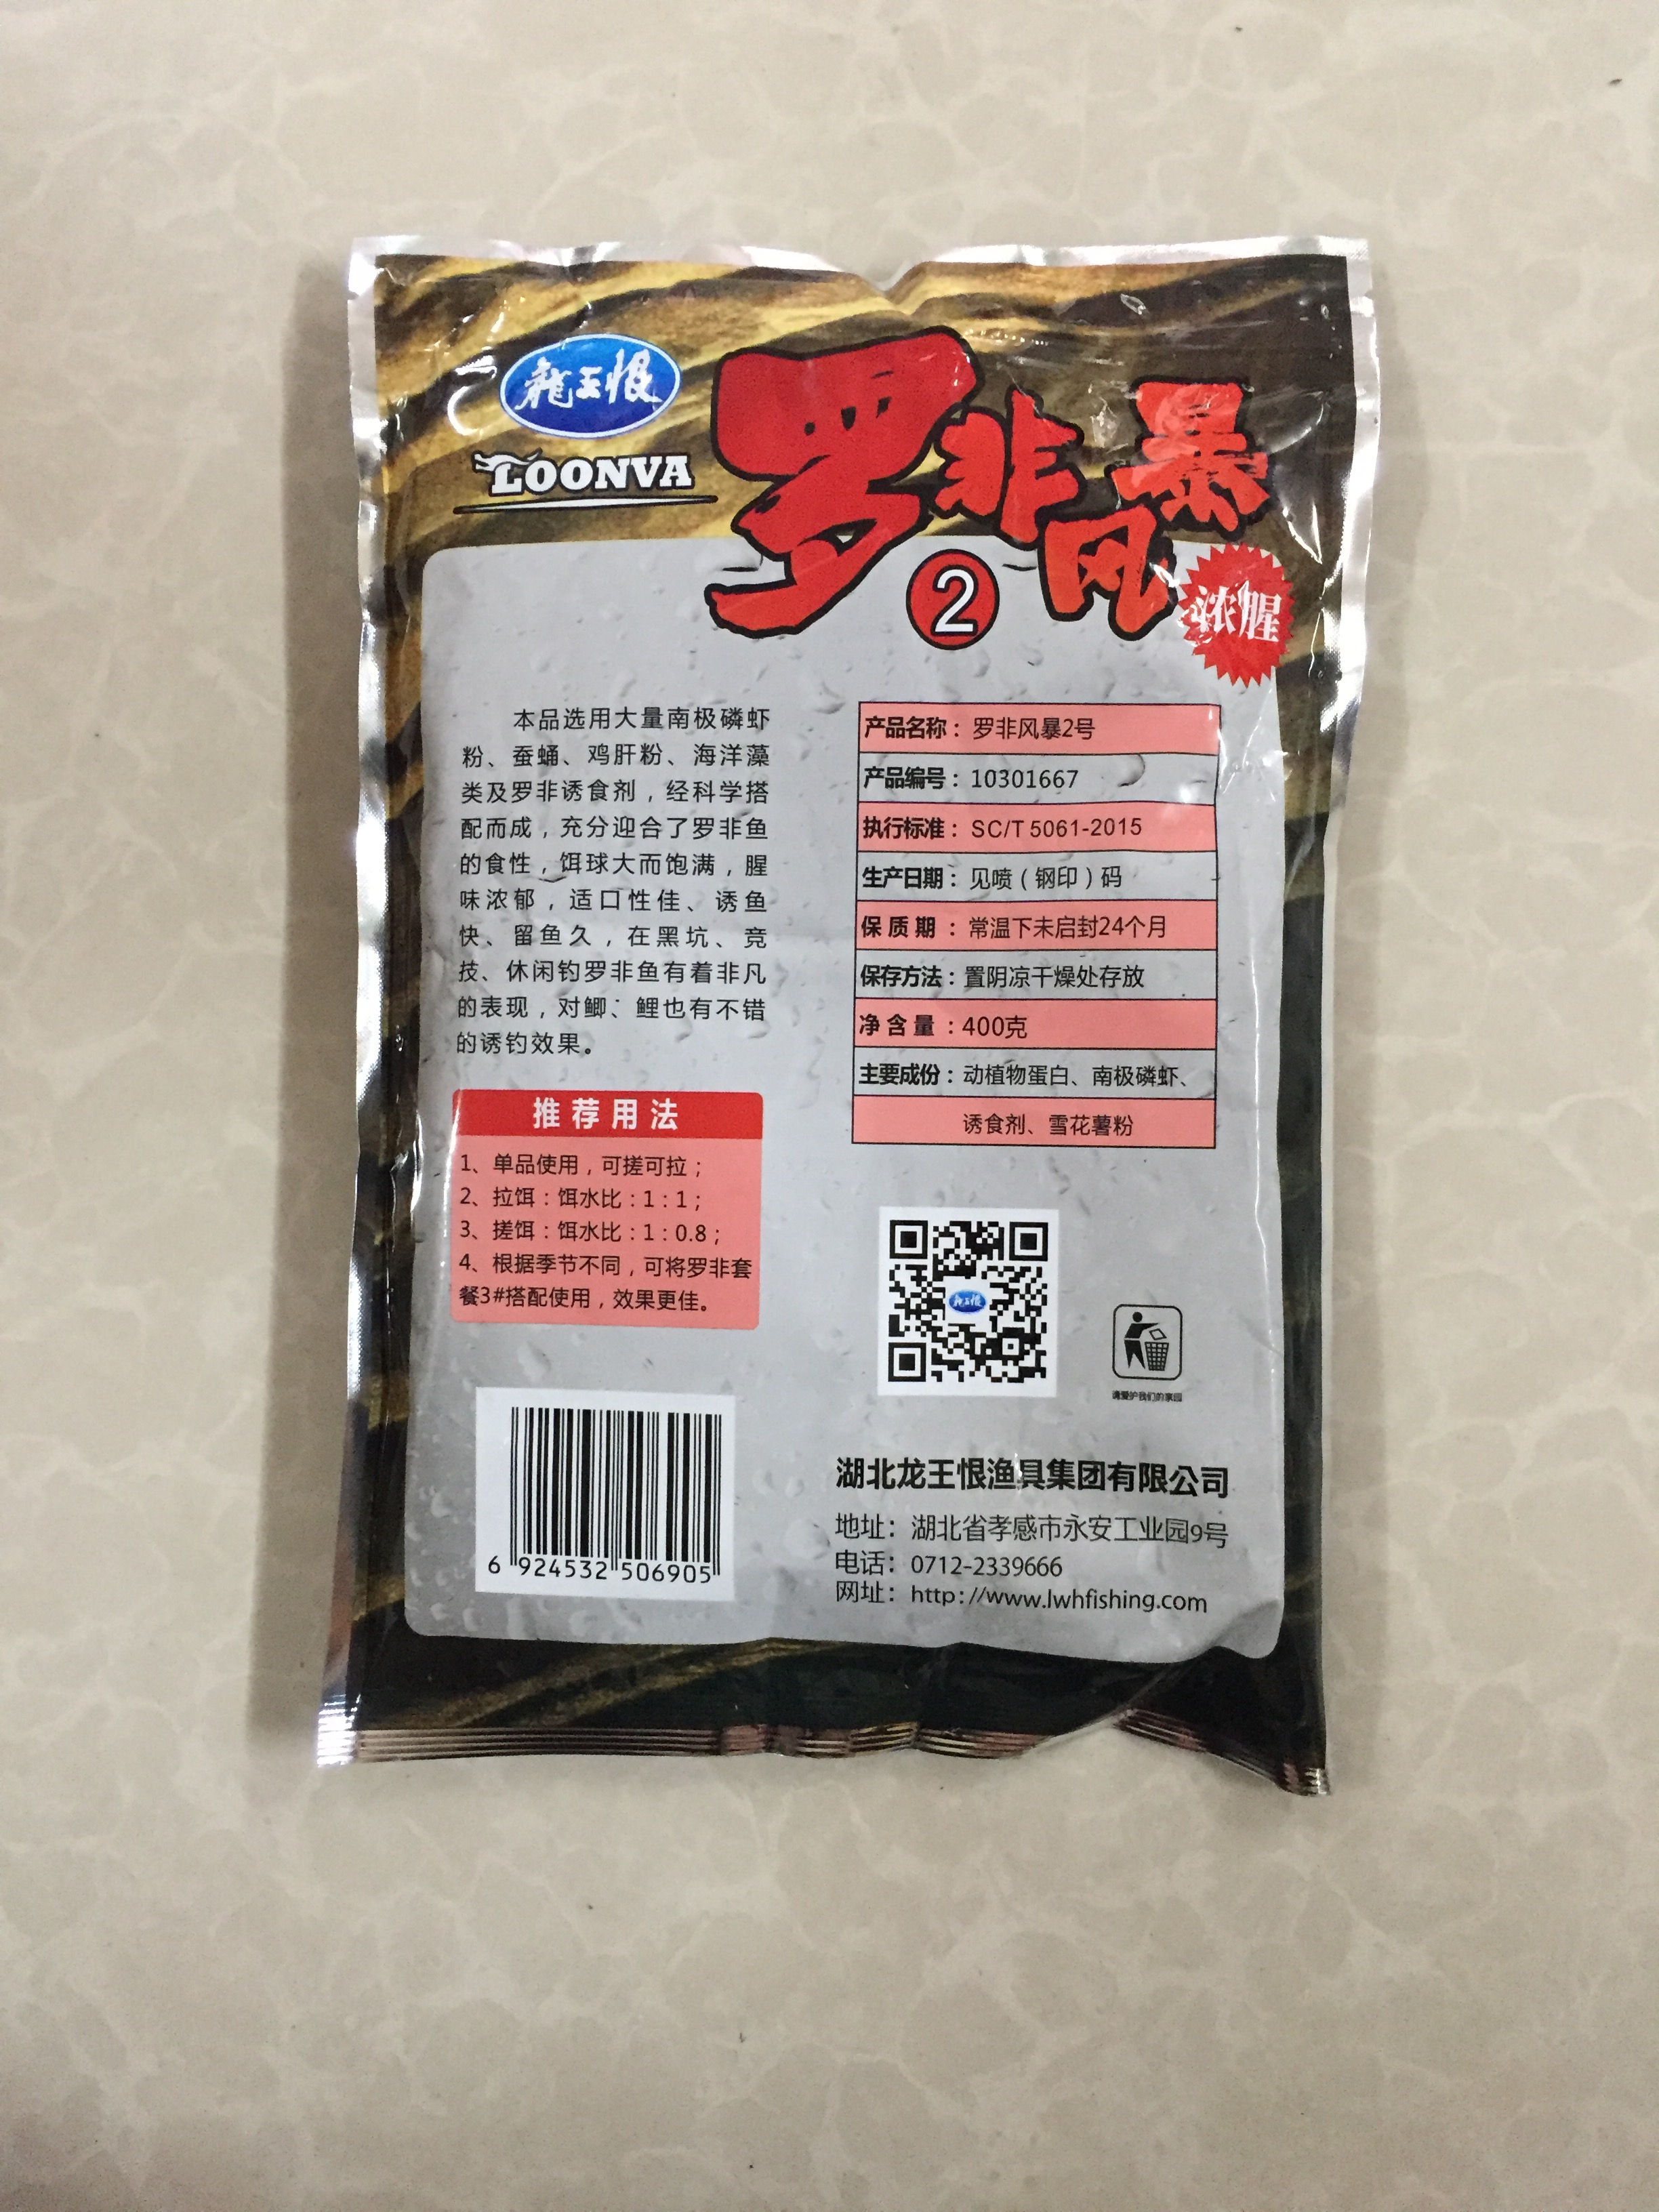 龍王恨
LOONVA
罗非风暴
2
浓腥
本品选用大量南极磷虾
粉、蚕蛹、鸡肝粉、海洋藻
类及罗非诱食剂，经科学搭
配而成，充分迎合了罗非鱼
的食性，饵球大而饱满，腥
味浓郁，适口性佳、诱鱼
快、留鱼久，在黑坑、竞
技、休闲钓罗非鱼有着非凡
的表现，对鲫、鲤也有不错
的诱钓效果。
推荐用法
1、单品使用，可搓可拉；
2、拉饵：饵水比：1：1；
3、搓饵：饵水比：1：0.8；
4、根据季节不同，可将罗非套
餐3#搭配使用，效果更佳。
6 924532 506905
产品名称：罗非风暴2号
产品编号：10301667
执行标准：SC/T 5061-2015
生产日期：见喷（钢印）码
保质期：常温下未启封24个月
保存方法：置阴凉干燥处存放
净含量：400克
主要成份：动植物蛋白、南极磷虾、
诱食剂、雪花薯粉
龍王恨
请爱护我们的家园
湖北龙王恨渔具集团有限公司
地址：湖北省孝感市永安工业园9号
电话：0712-2339666
网址：http://www.lwhfishing.com